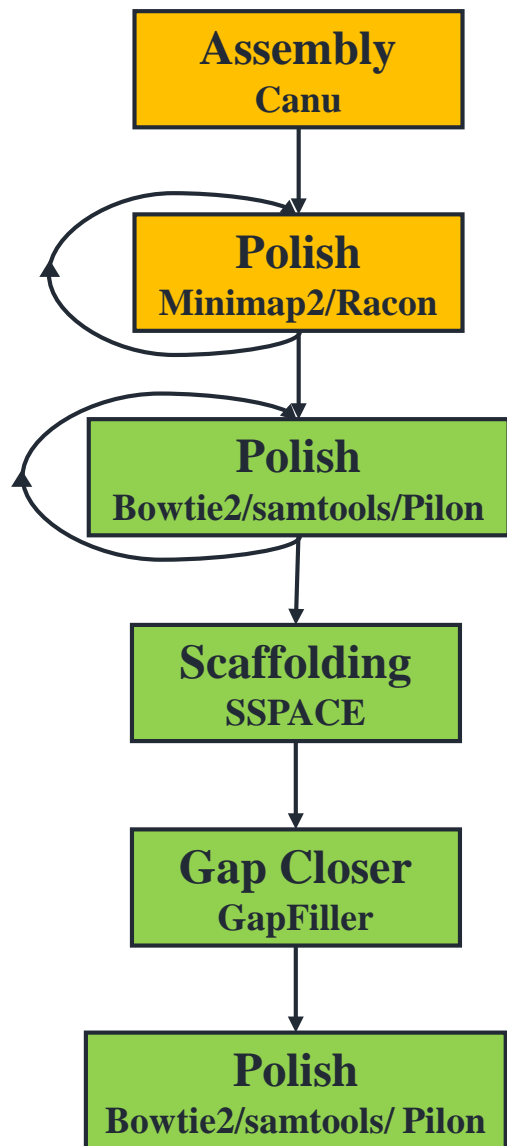 Assembly
Canu
Polish
Minimap2/Racon
Polish
Bowtie2/samtools/Pilon
Scaffolding
SSPACE
Gap Closer
GapFiller
Polish
Bowtie2/samtools/ Pilon